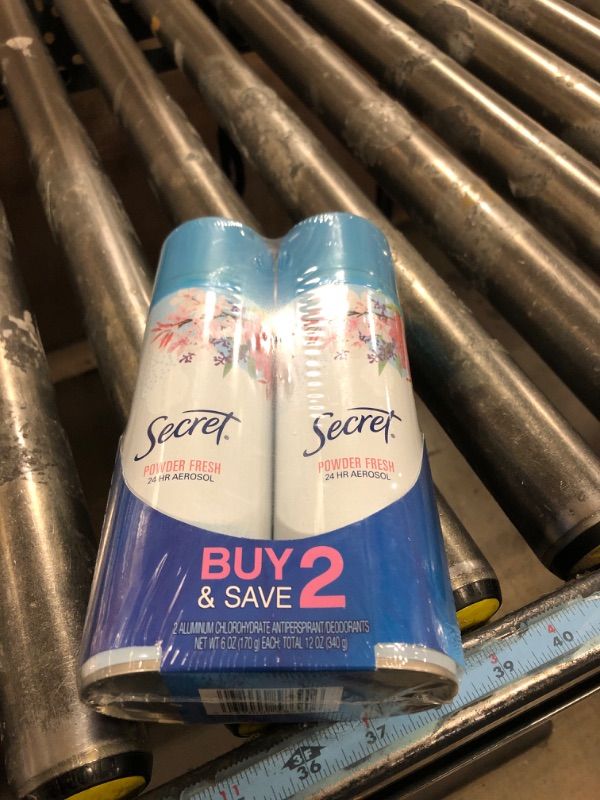 Secret®
POWDER FRESH
24 HR AEROSOL
Secret®
POWDER FRESH
24 HR AEROSOL
BUY 2
& SAVE
2 ALUMINUM CHLOROHYDRATE ANTIPERSPIRANT/DEODORANTS
NET WT 6 OZ (170 g) EACH; TOTAL 12 OZ (340 g)
36
37
39
4
40